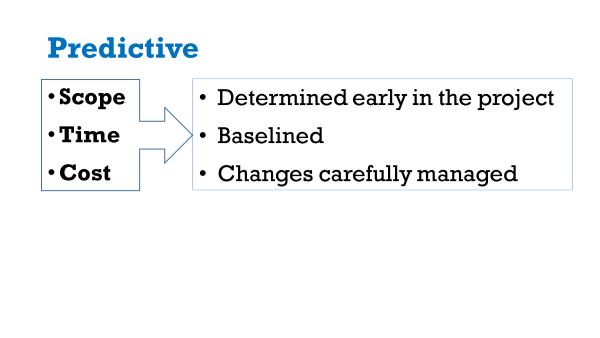 Predictive
• Scope
• Time
• Cost
• Determined early in the project
• Baselined
• Changes carefully managed